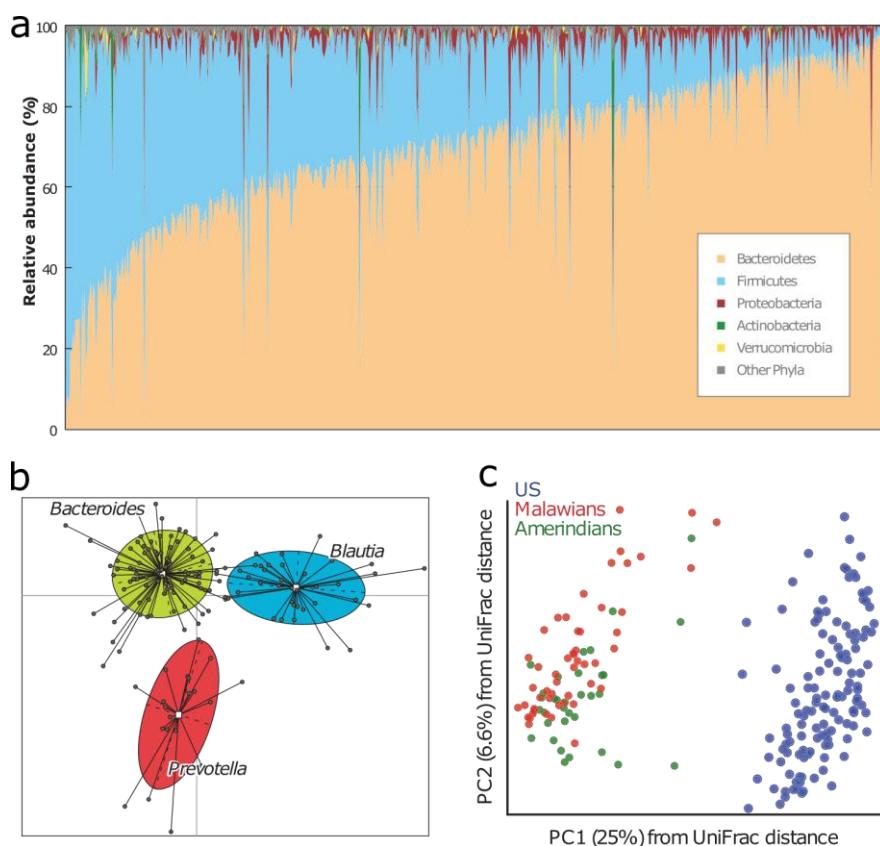 a
Relative abundance (%)
100
80
60
40
20
0
Bacteroidetes
Firmicutes
Proteobacteria
Actinobacteria
Verrucomicrobia
Other Phyla
b
Bacteroides
Blautia
Prevotella
c
US
Malawians
Amerindians
PC2 (6.6%) from UniFrac distance
PC1 (25%) from UniFrac distance